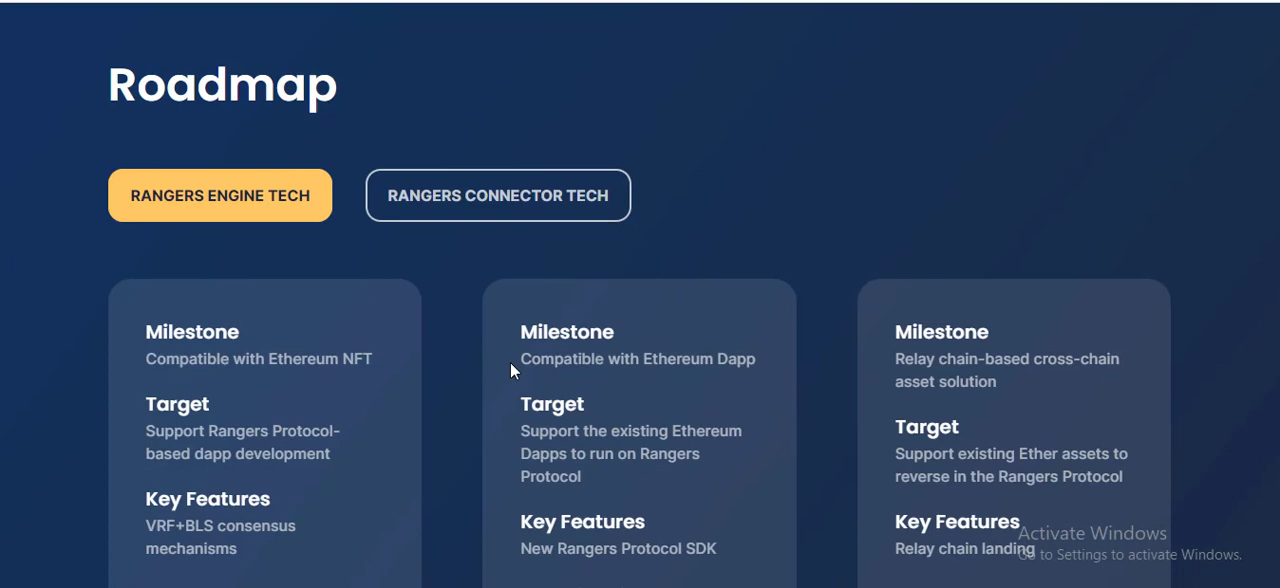 Roadmap
RANGERS ENGINE TECH
RANGERS CONNECTOR TECH
Milestone
Compatible with Ethereum NFT
Target
Support Rangers Protocol-
based dapp development
Key Features
VRF+BLS consensus
mechanisms
Milestone
Compatible with Ethereum Dapp
Target
Support the existing Ethereum
Dapps to run on Rangers
Protocol
Key Features
New Rangers Protocol SDK
Milestone
Relay chain-based cross-chain
asset solution
Target
Support existing Ether assets to
reverse in the Rangers Protocol
Key Features
Relay chain landing
Activate Windows
Go to Settings to activate Windows.